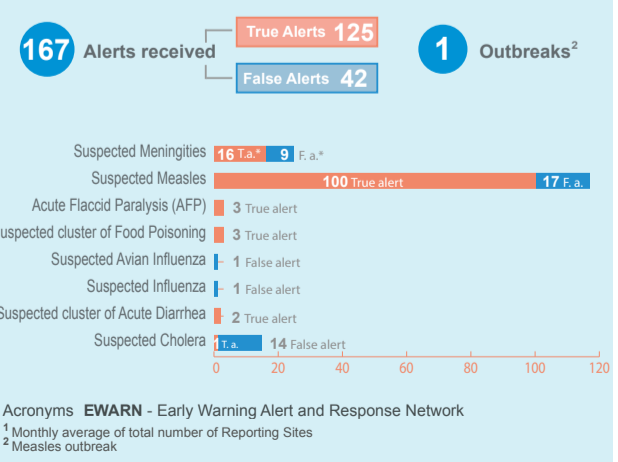 167 Alerts received
True Alerts 125
False Alerts 42
1 Outbreaks2
Suspected Meningities 16 T.a.* 9 F. a.*
Suspected Measles 100 True alert 17 F. a.
Acute Flaccid Paralysis (AFP) 3 True alert
uspected cluster of Food Poisoning 3 True alert
Suspected Avian Influenza 1 False alert
Suspected Influenza 1 False alert
Suspected cluster of Acute Diarrhea 2 True alert
Suspected Cholera 1 T. a. 14 False alert
0 20 40 60 80 100 120
Acronyms EWARN - Early Warning Alert and Response Network
1 Monthly average of total number of Reporting Sites
2 Measles outbreak